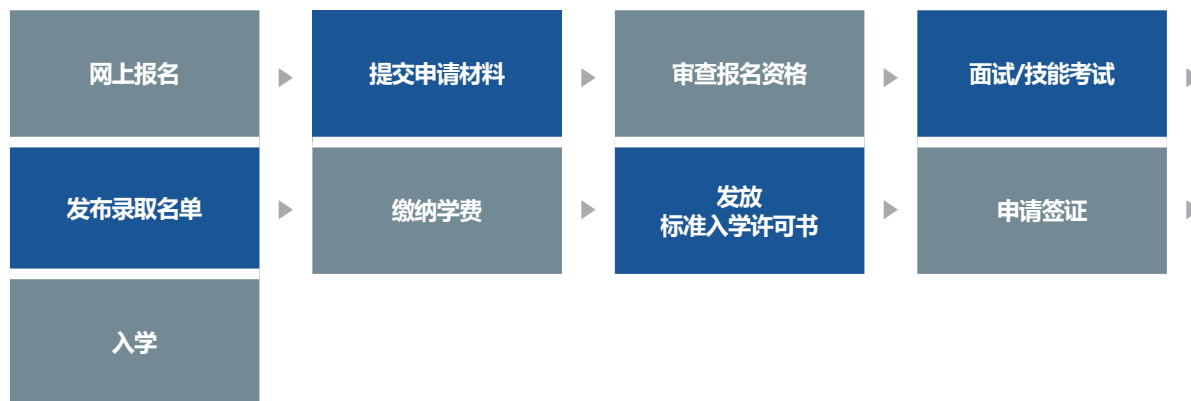 网上报名
提交申请材料
审查报名资格
面试/技能考试
发布录取名单
缴纳学费
发放
标准入学许可书
申请签证
入学